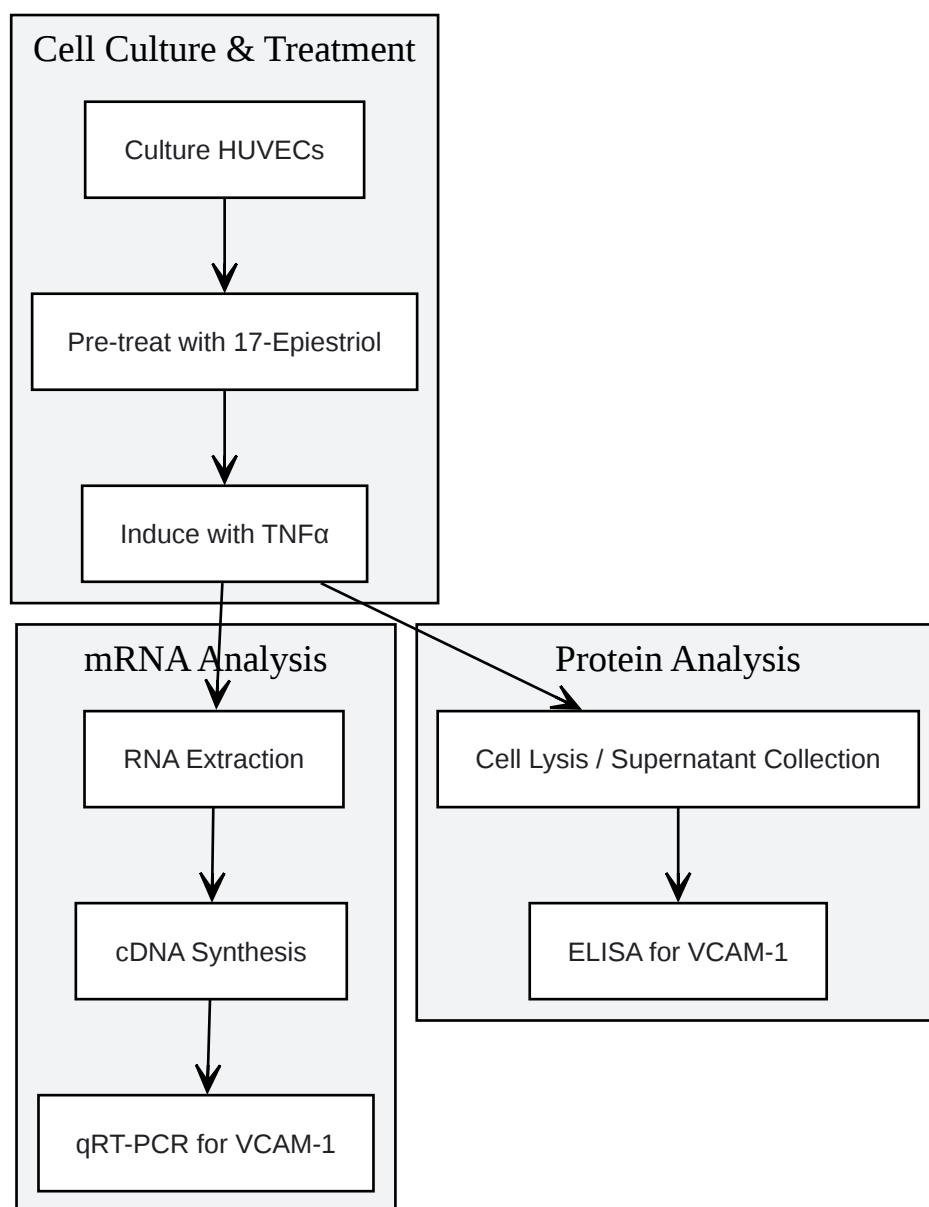 Cell Culture & Treatment
Culture HUVECs
Pre-treat with 17-Epiestriol
Induce with TNFα
mRNA Analysis
RNA Extraction
cDNA Synthesis
qRT-PCR for VCAM-1
Protein Analysis
Cell Lysis / Supernatant Collection
ELISA for VCAM-1